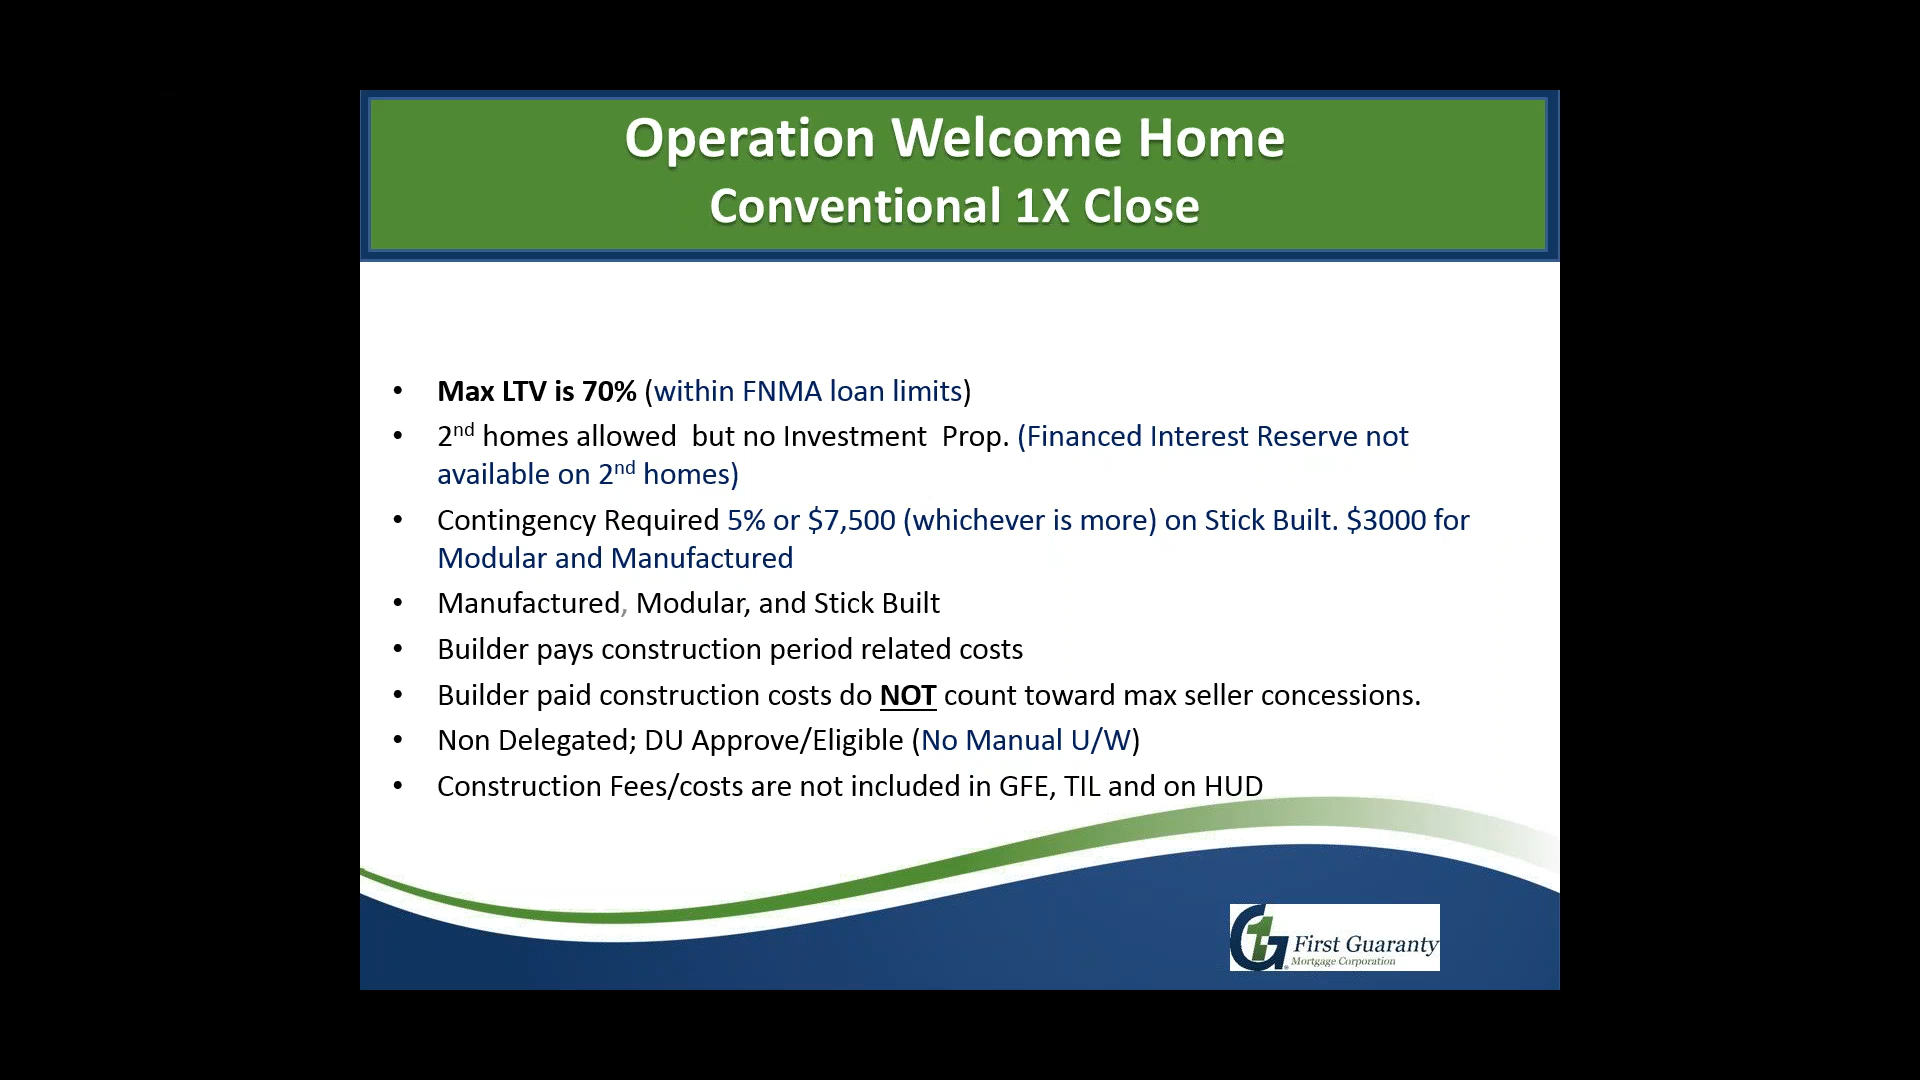 Operation Welcome Home
Conventional 1X Close
• Max LTV is 70% (within FNMA loan limits)
• 2nd homes allowed but no Investment Prop. (Financed Interest Reserve not
available on 2nd homes)
• Contingency Required 5% or $7,500 (whichever is more) on Stick Built. $3000 for
Modular and Manufactured
• Manufactured, Modular, and Stick Built
• Builder pays construction period related costs
• Builder paid construction costs do NOT count toward max seller concessions.
• Non Delegated; DU Approve/Eligible (No Manual U/W)
• Construction Fees/costs are not included in GFE, TIL and on HUD
G1 First Guaranty
Mortgage Corporation